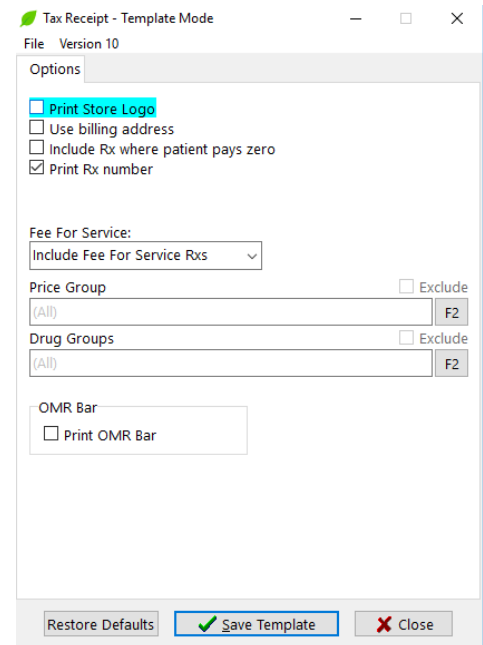 Tax Receipt - Template Mode
File Version 10
Options
Print Store Logo
Use billing address
Include Rx where patient pays zero
Print Rx number
Fee For Service:
Include Fee For Service Rxs
Price Group Exclude
(All) F2
Drug Groups Exclude
(All) F2
OMR Bar
Print OMR Bar
Restore Defaults Save Template Close